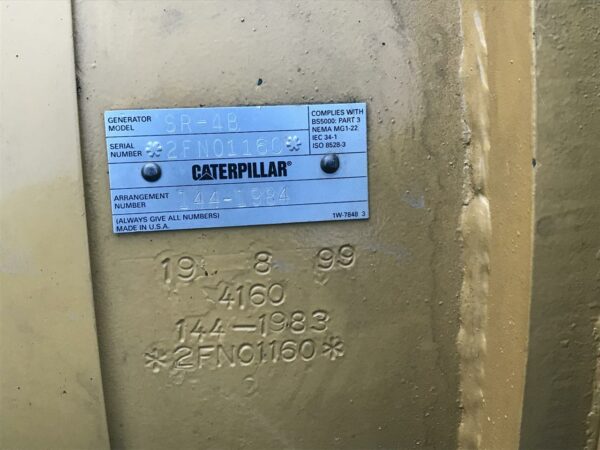 GENERATOR MODEL SR-4B
SERIAL NUMBER *2FN01160*
CATERPILLAR®
ARRANGEMENT NUMBER 144-1984
(ALWAYS GIVE ALL NUMBERS)
MADE IN U.S.A.
COMPLIES WITH
BS5000: PART 3
NEMA MG1-22
IEC 34-1
ISO 8528-3
1W-7848 3
19 8 99
4160
144-1983
*2FN01160*